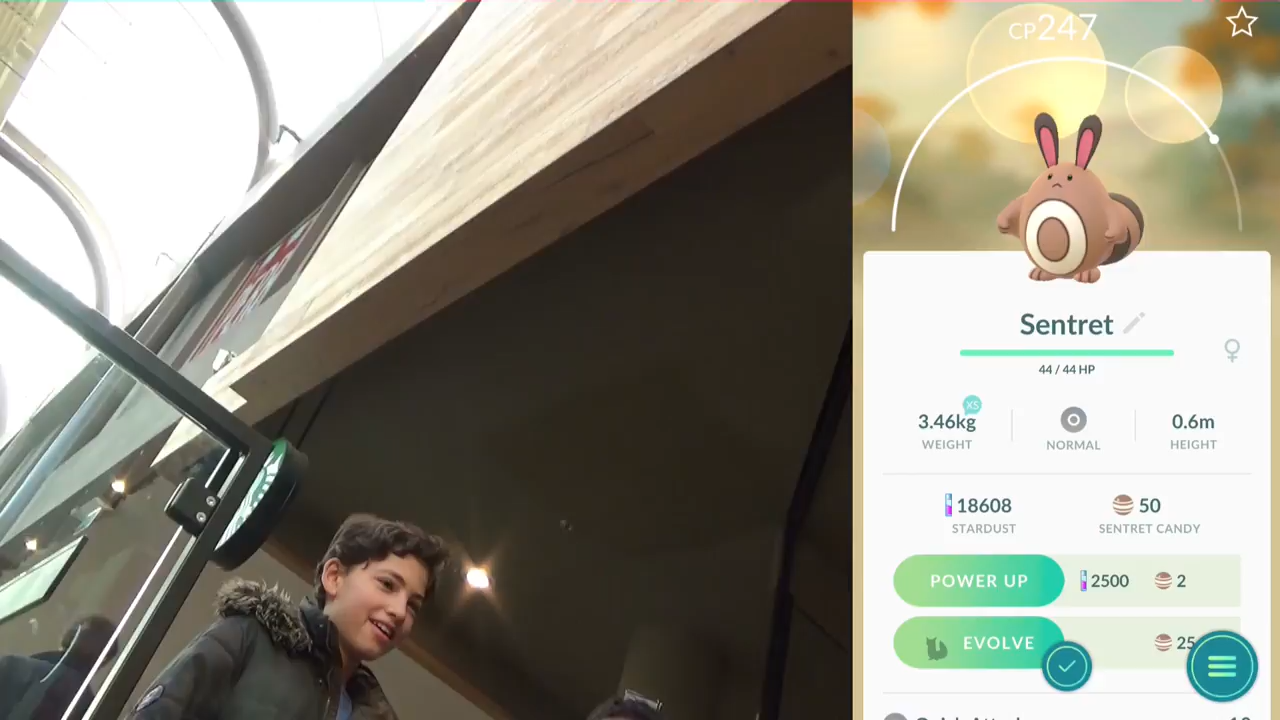 CP247
Sentret
44 / 44 HP
XS
3.46kg
WEIGHT
NORMAL
0.6m
HEIGHT
18608
STARDUST
50
SENTRET CANDY
POWER UP
2500
2
EVOLVE
25